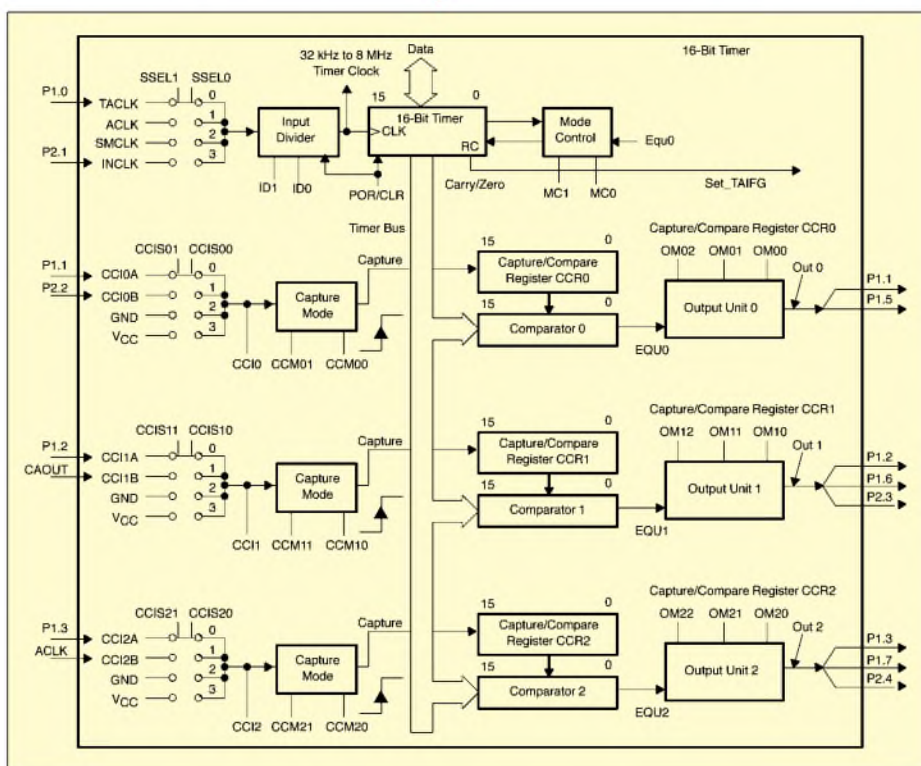 32 kHz to 8 MHz
Timer Clock
Data
16-Bit Timer
SSEL1
SSEL0
P1.0
TACLK
0
ACLK
1
SMCLK
2
P2.1
INCLK
3
Input
Divider
ID1
ID0
15
0
16-Bit Timer
CLK
RC
Mode
Control
Equ0
MC1
MC0
POR/CLR
Carry/Zero
Set_TAIFG
Timer Bus
CCIS01
CCIS00
P1.1
CCI0A
0
P2.2
CCI0B
1
GND
2
VCC
3
Capture
Capture
Mode
CCI0
CCM01
CCM00
15
0
Capture/Compare
Register CCR0
15
0
Comparator 0
EQU0
Capture/Compare Register CCR0
OM02
OM01
OM00
Out 0
Output Unit 0
P1.1
P1.5
CCIS11
CCIS10
P1.2
CCI1A
0
CAOUT
CCI1B
1
GND
2
VCC
3
Capture
Capture
Mode
CCI1
CCM11
CCM10
15
0
Capture/Compare
Register CCR1
15
0
Comparator 1
EQU1
Capture/Compare Register CCR1
OM12
OM11
OM10
Out 1
Output Unit 1
P1.2
P1.6
P2.3
CCIS21
CCIS20
P1.3
CCI2A
0
ACLK
CCI2B
1
GND
2
VCC
3
Capture
Capture
Mode
CCI2
CCM21
CCM20
15
0
Capture/Compare
Register CCR2
15
0
Comparator 2
EQU2
Capture/Compare Register CCR2
OM22
OM21
OM20
Out 2
Output Unit 2
P1.3
P1.7
P2.4